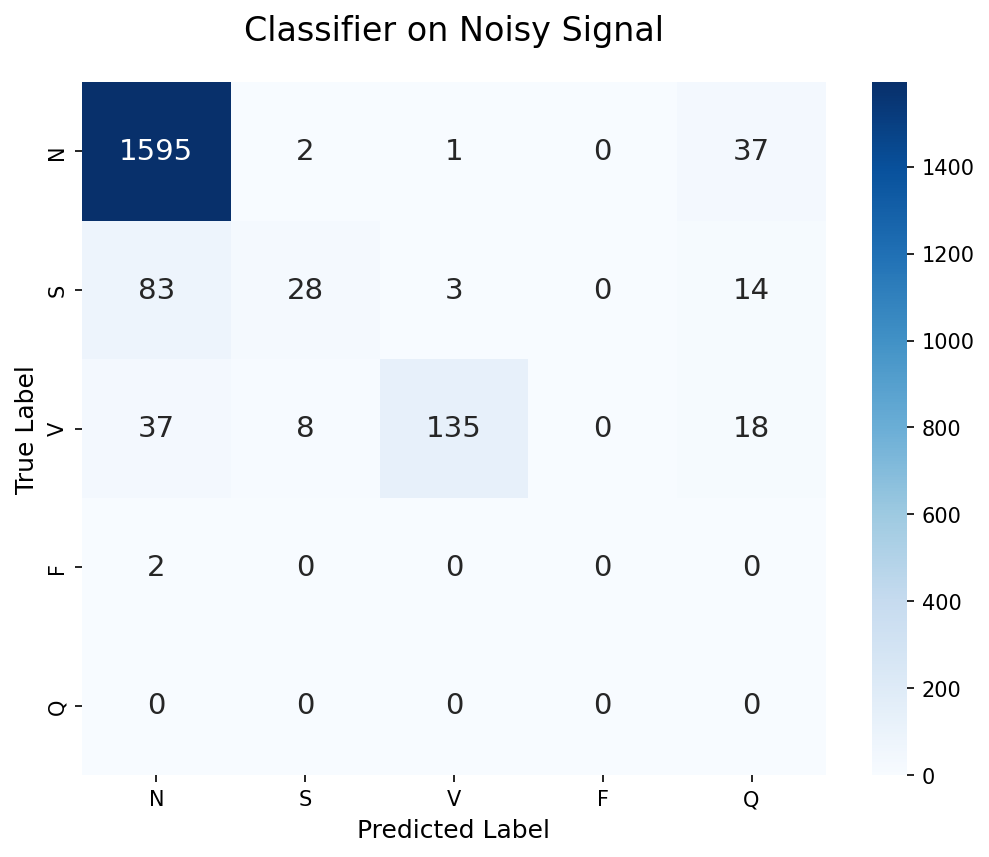 Classifier on Noisy Signal
N 1595 2 1 0 37
S 83 28 3 0 14
V 37 8 135 0 18
F 2 0 0 0 0
Q 0 0 0 0 0
N S V F Q
True Label
Predicted Label
1400
1200
1000
800
600
400
200
0